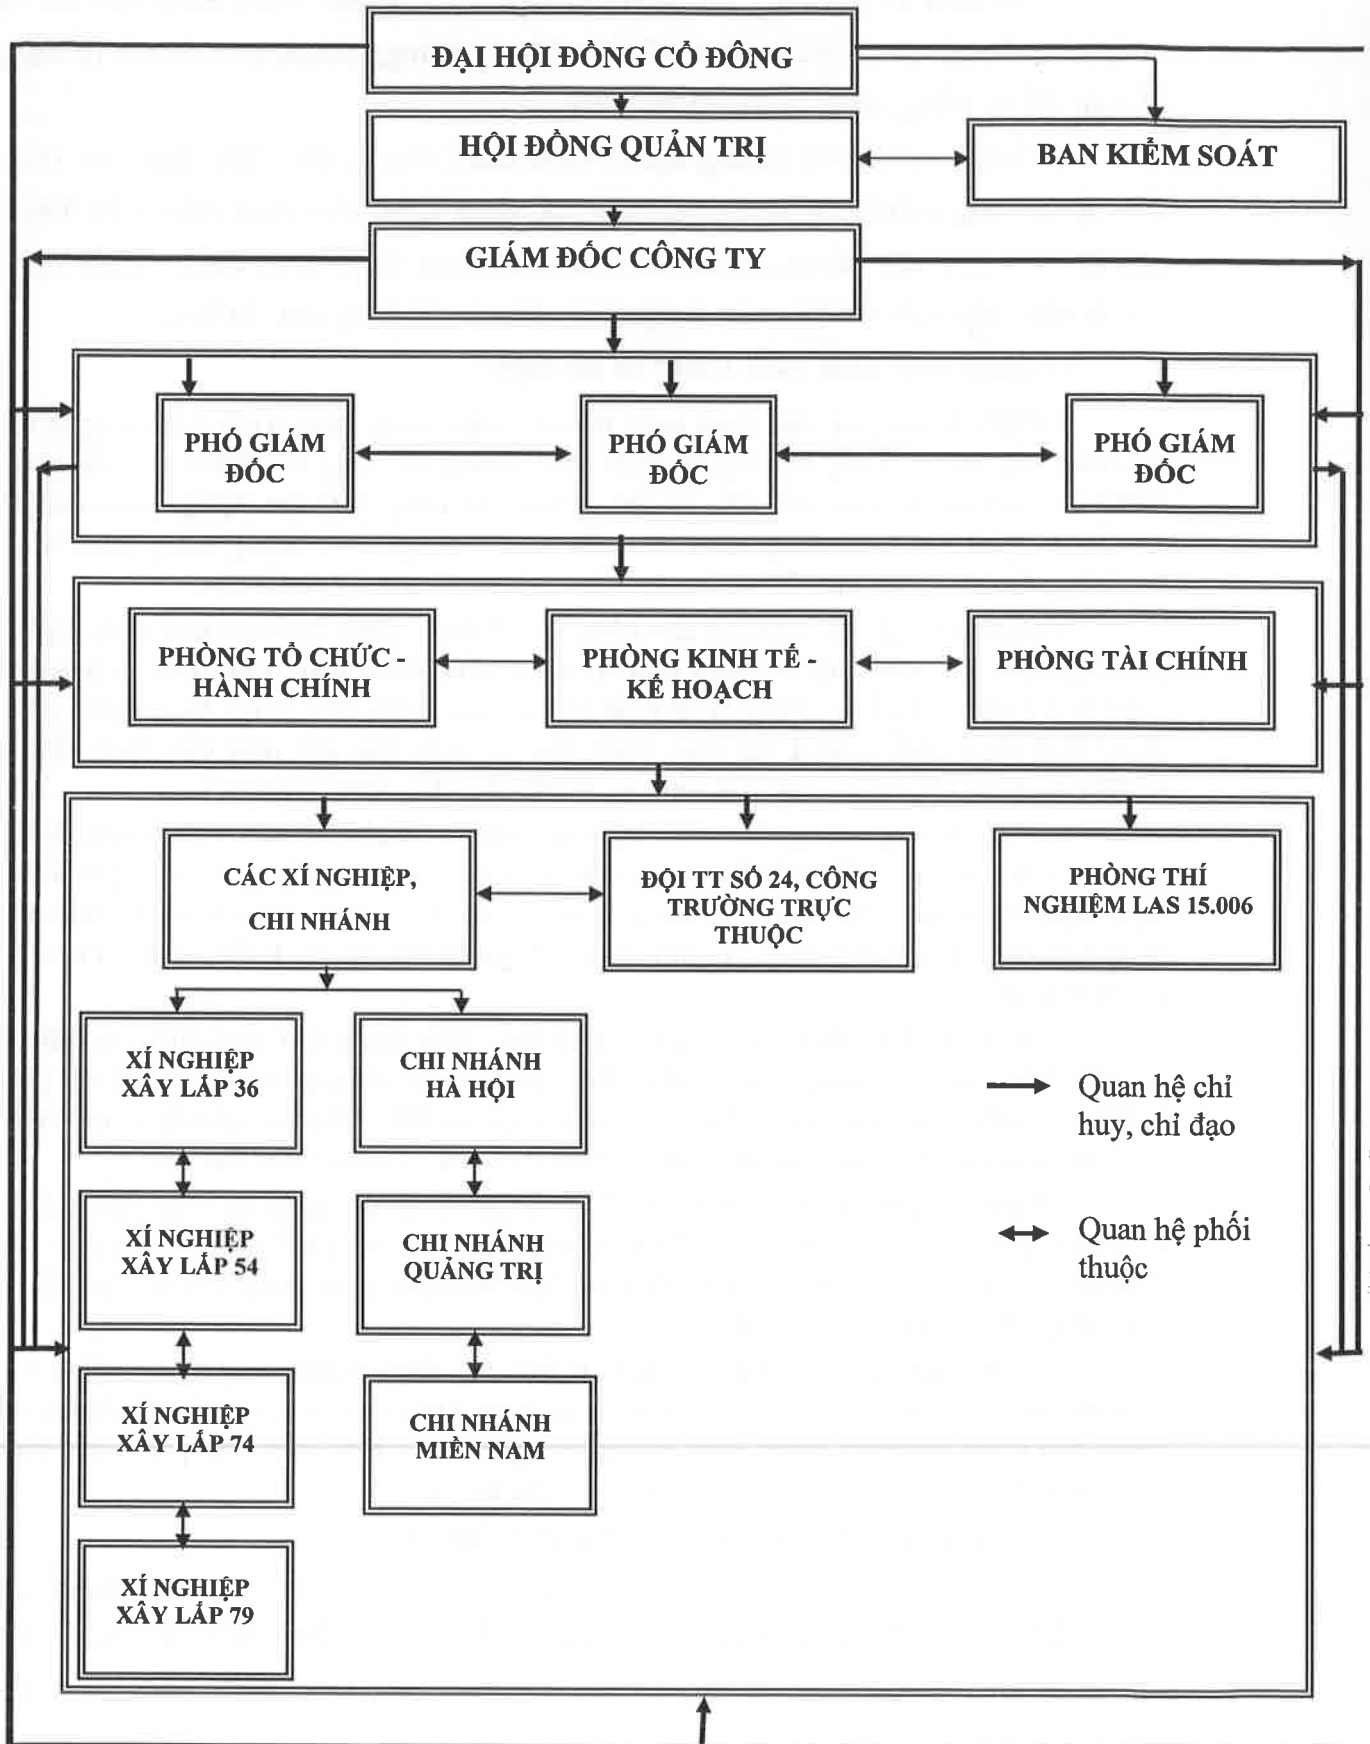 ĐẠI HỘI ĐỒNG CỔ ĐÔNG
HỘI ĐỒNG QUẢN TRỊ
BAN KIỂM SOÁT
GIÁM ĐỐC CÔNG TY
PHÓ GIÁM
ĐỐC
PHÓ GIÁM
ĐỐC
PHÓ GIÁM
ĐỐC
PHÒNG TỔ CHỨC -
HÀNH CHÍNH
PHÒNG KINH TẾ -
KẾ HOẠCH
PHÒNG TÀI CHÍNH
CÁC XÍ NGHIỆP,
CHI NHÁNH
ĐỘI TT SỐ 24, CÔNG
TRƯỜNG TRỰC
THUỘC
PHÒNG THÍ
NGHIỆM LAS 15.006
XÍ NGHIỆP
XÂY LẮP 36
CHI NHÁNH
HÀ HỘI
Quan hệ chỉ
huy, chỉ đạo
XÍ NGHIỆP
XÂY LẮP 54
CHI NHÁNH
QUẢNG TRỊ
Quan hệ phối
thuộc
XÍ NGHIỆP
XÂY LẮP 74
CHI NHÁNH
MIỀN NAM
XÍ NGHIỆP
XÂY LẮP 79